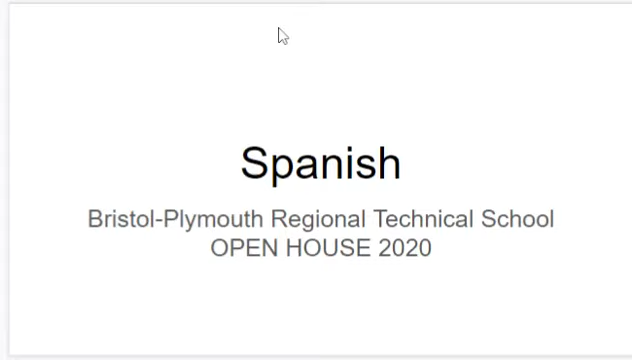 Spanish
Bristol-Plymouth Regional Technical School
OPEN HOUSE 2020